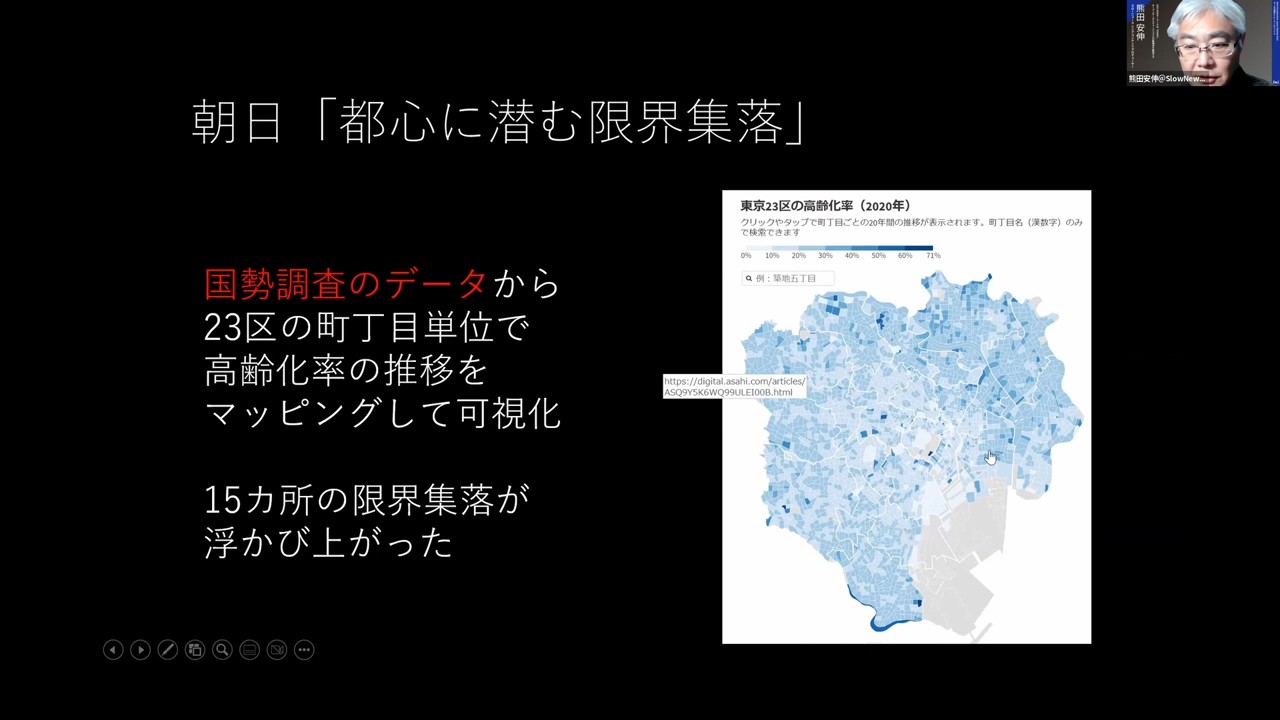 朝日「都心に潜む限界集落」
熊田 安伸
熊田安伸@SlowNew...
国勢調査のデータから
23区の町丁目単位で
高齢化率の推移を
マッピングして可視化
15カ所の限界集落が
浮かび上がった
東京23区の高齢化率（2020年）
クリックやタップで町丁目ごとの20年間の推移が表示されます。町丁目名（漢数字）のみ
で検索できます
0% 10% 20% 30% 40% 50% 60% 71%
例：築地五丁目
https://digital.asahi.com/articles/
ASQ9Y5K6WQ99ULEI00B.html